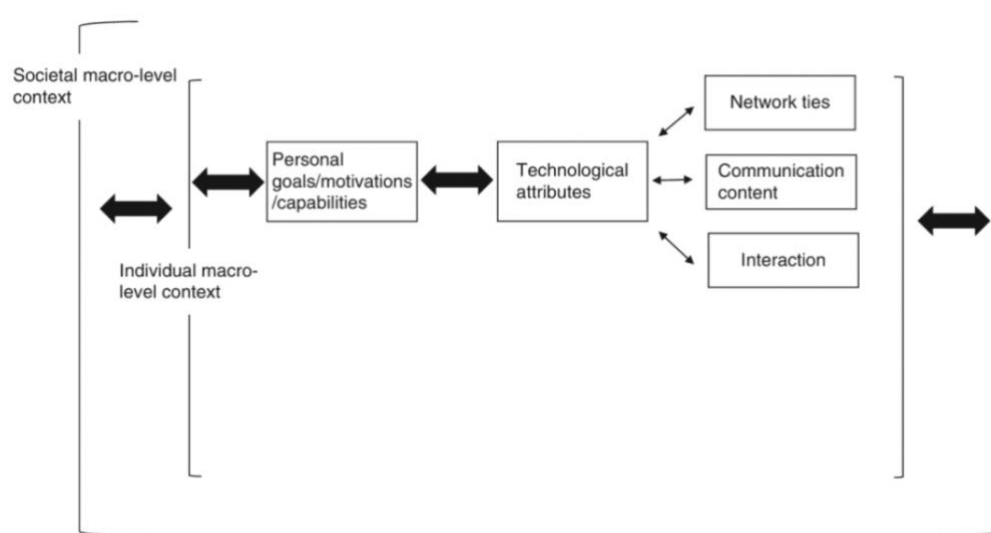 Societal macro-level
context
Personal
goals/motivations
/capabilities
Technological
attributes
Network ties
Communication
content
Interaction
Individual macro-
level context